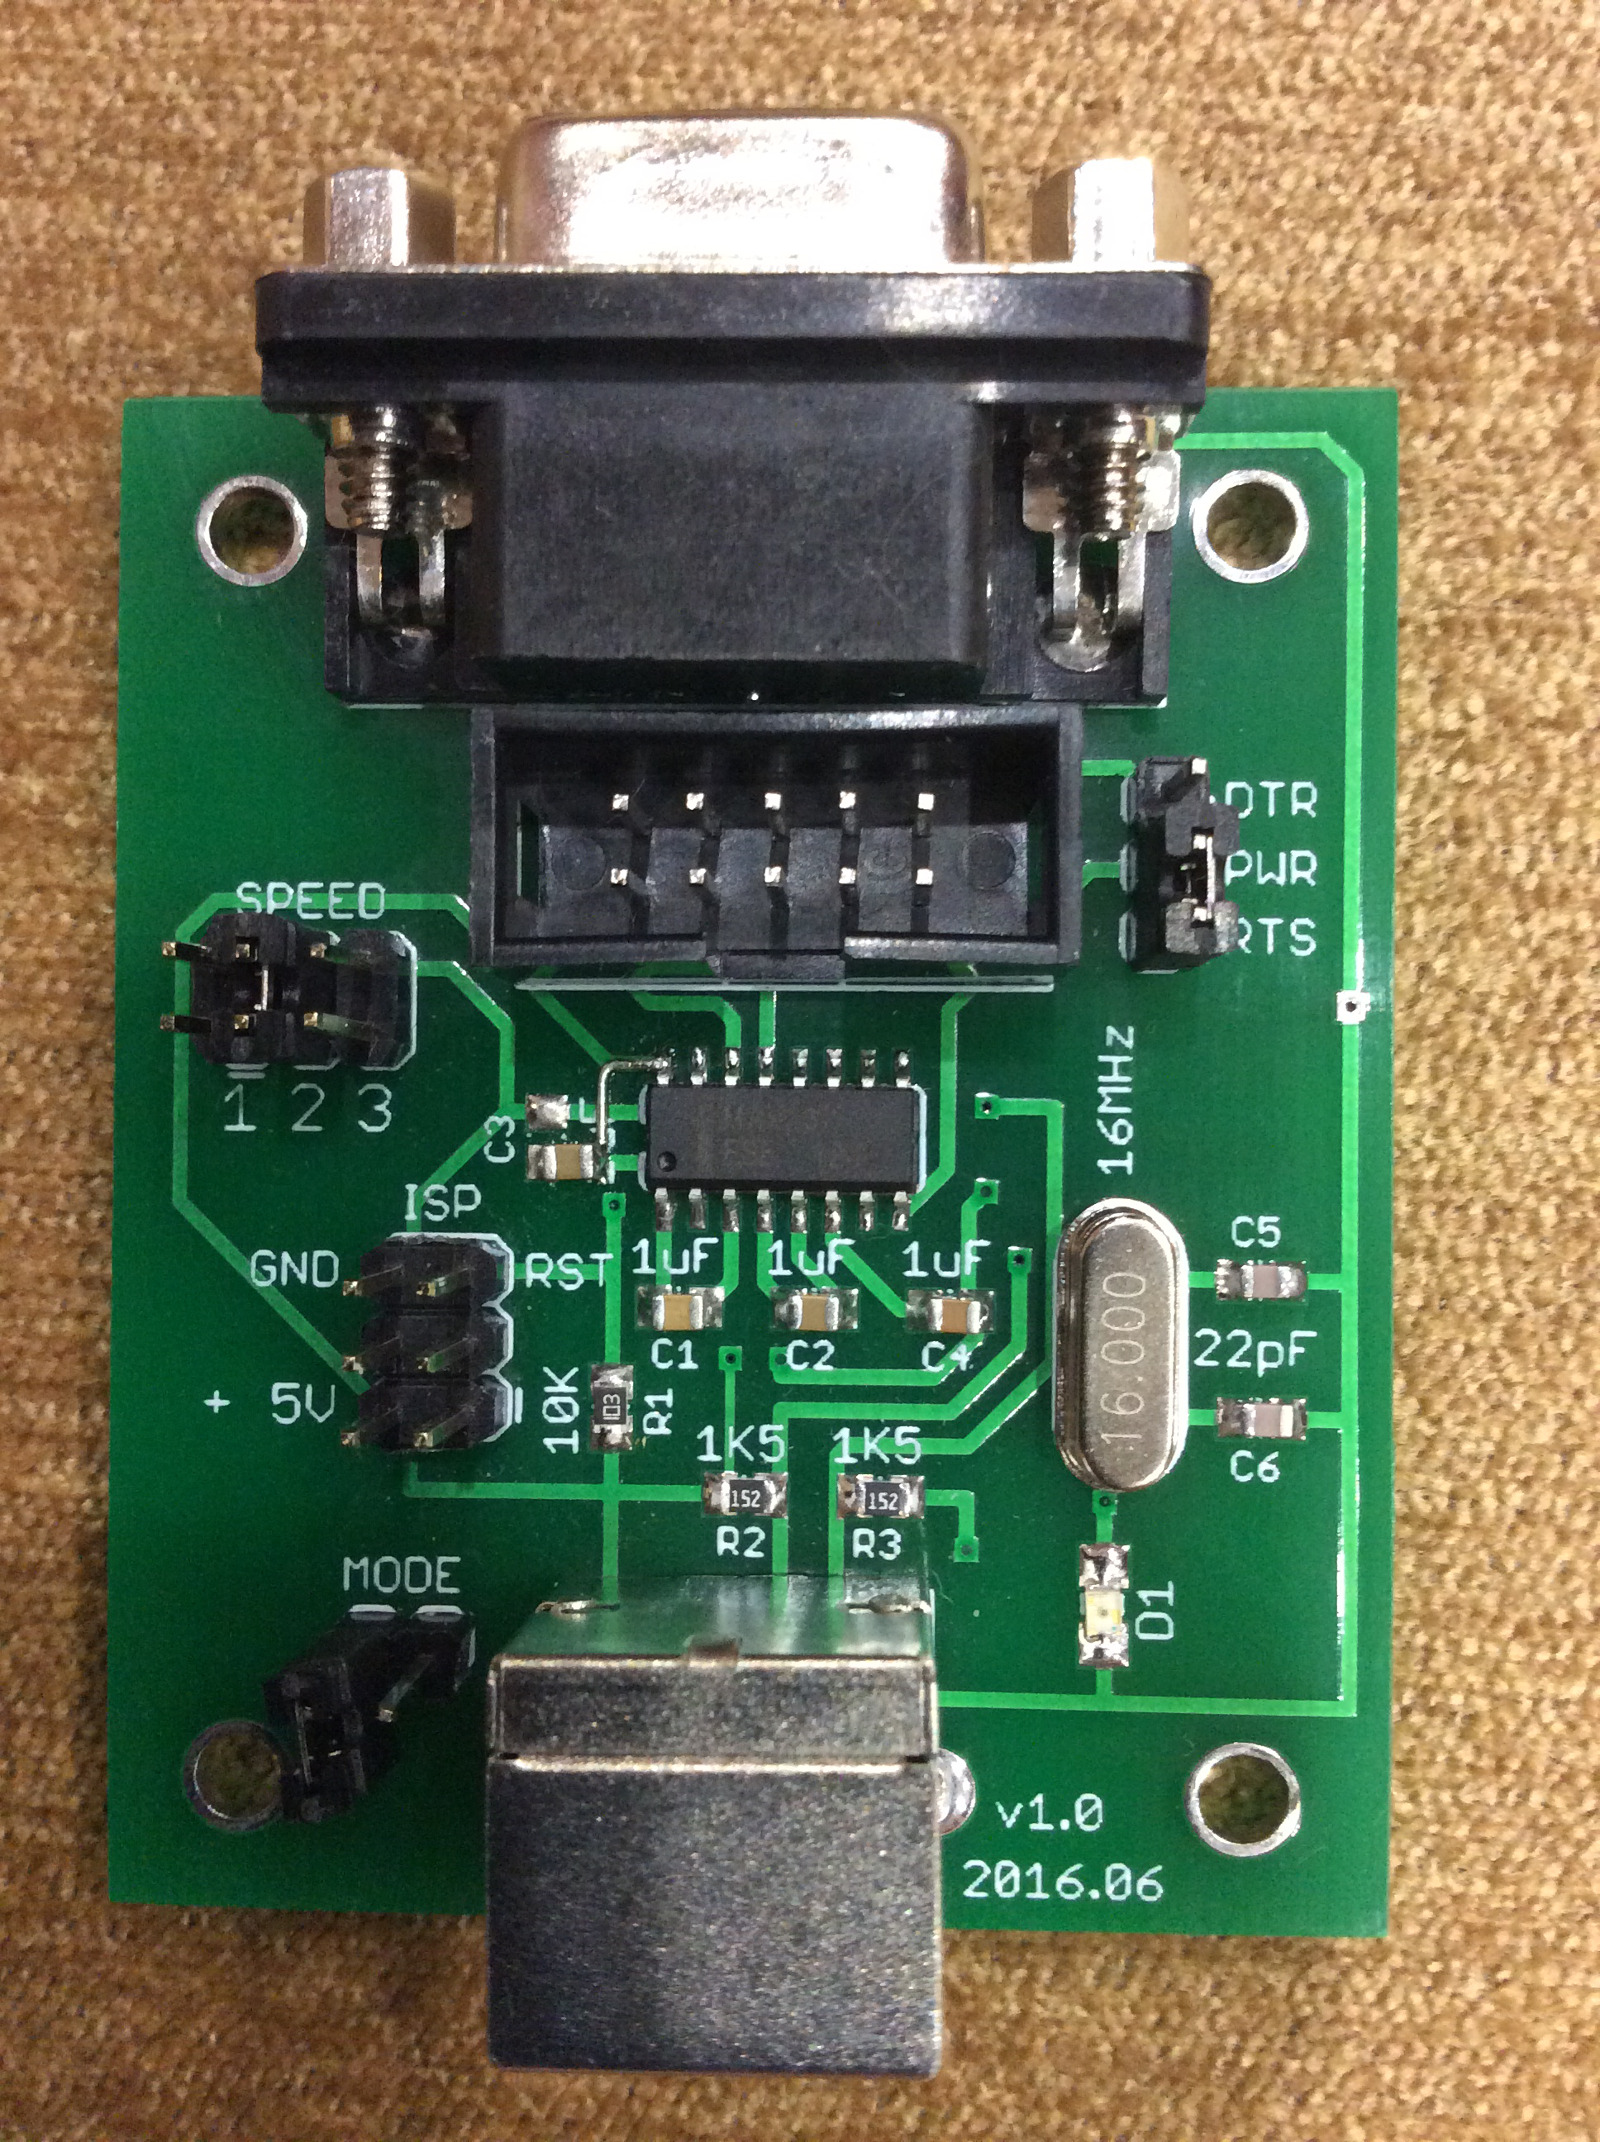 DTR
PWR
RTS
SPEED
1 2 3
16MHz
C3
ISP
GND
RST
+ 5V
1uF 1uF 1uF
C1 C2 C4
C5
22pF
C6
16.000
10K
103
R1
1K5 1K5
152 152
R2 R3
MODE
D1
v1.0
2016.06